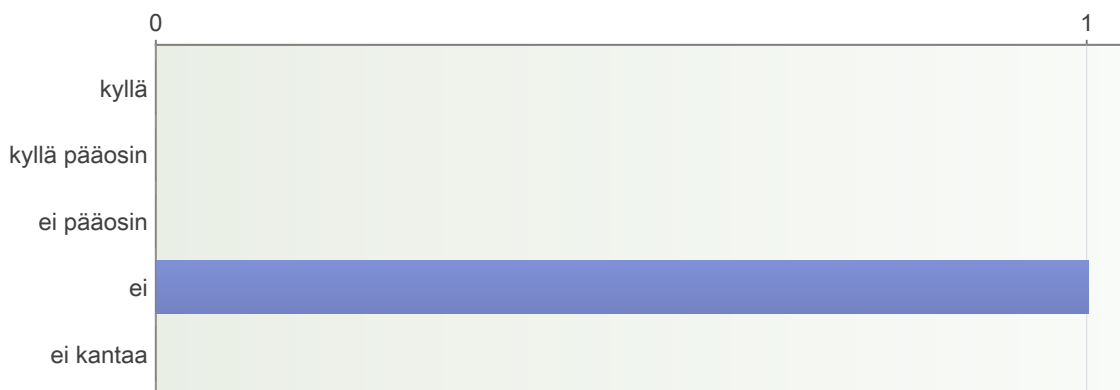 0 1
kyllä
kyllä pääosin
ei pääosin
ei
ei kantaa